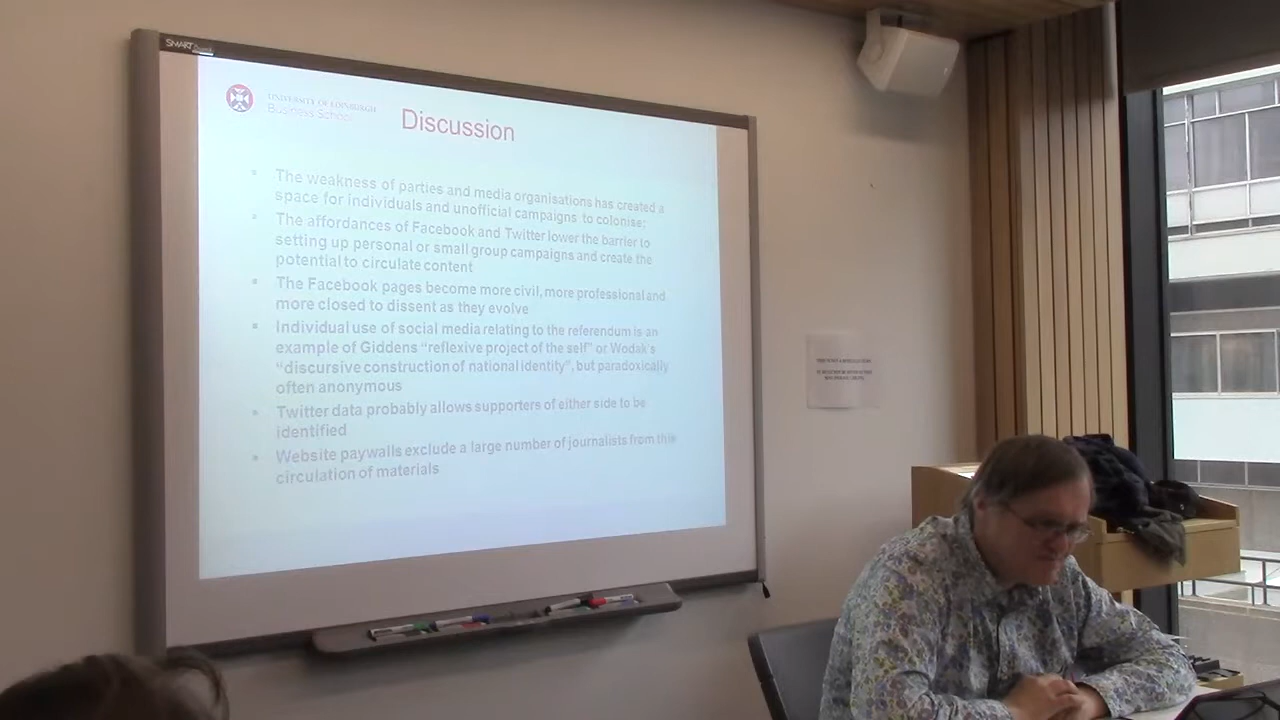 SMART
UNIVERSITY OF EDINBURGH
Business School
Discussion
The weakness of parties and media organisations has created a
space for individuals and unofficial campaigns to colonise;
The affordances of Facebook and Twitter lower the barrier to
setting up personal or small group campaigns and create the
potential to circulate content
The Facebook pages become more civil, more professional and
more closed to dissent as they evolve
Individual use of social media relating to the referendum is an
example of Giddens “reflexive project of the self” or Wodak's
“discursive construction of national identity”, but paradoxically
often anonymous
Twitter data probably allows supporters of either side to be
identified
Website paywalls exclude a large number of journalists from this
circulation of materials